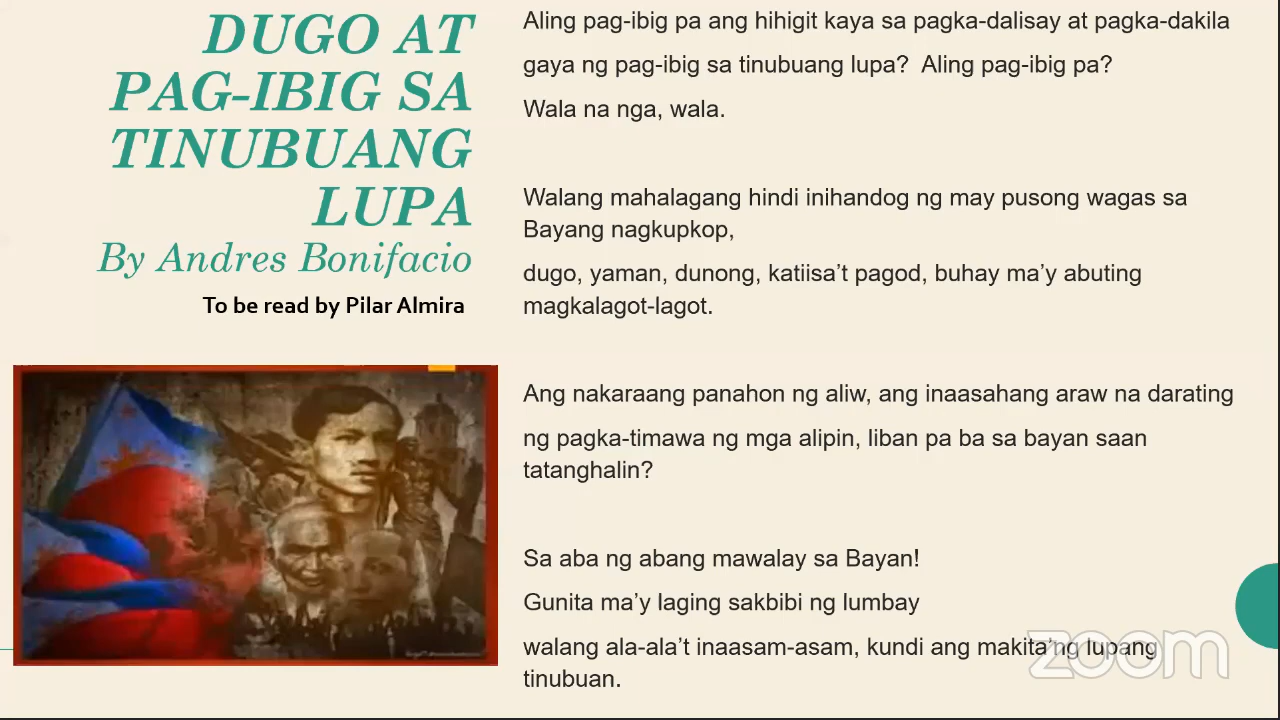 DUGO AT
PAG-IBIG SA
TINUBUANG
LUPA
By Andres Bonifacio
To be read by Pilar Almira
Aling pag-ibig pa ang hihigit kaya sa pagka-dalisay at pagka-dakila
gaya ng pag-ibig sa tinubuang lupa? Aling pag-ibig pa?
Wala na nga, wala.
Walang mahalagang hindi inihandog ng may pusong wagas sa
Bayang nagkupkop,
dugo, yaman, dunong, katiisa’t pagod, buhay ma’y abuting
magkalagot-lagot.
Ang nakaraang panahon ng aliw, ang inaasahang araw na darating
ng pagka-timawa ng mga alipin, liban pa ba sa bayan saan
tatanghalin?
Sa aba ng abang mawalay sa Bayan!
Gunita ma’y laging sakbibi ng lumbay
walang ala-ala’t inaasam-asam, kundi ang makita’ng lupang
tinubuan.
zoom